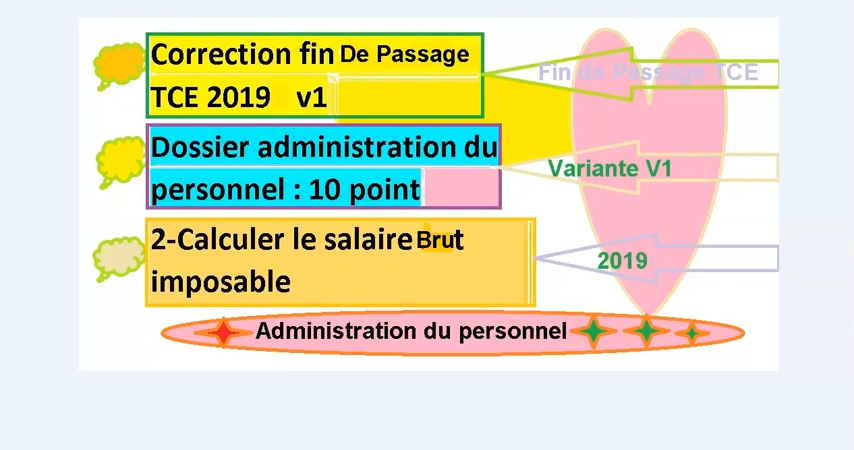 Correction fin De Passage
TCE 2019 v1
Fin de Passage TCE
Dossier administration du
personnel : 10 point
Variante V1
2-Calculer le salaire Brut
imposable
2019
Administration du personnel